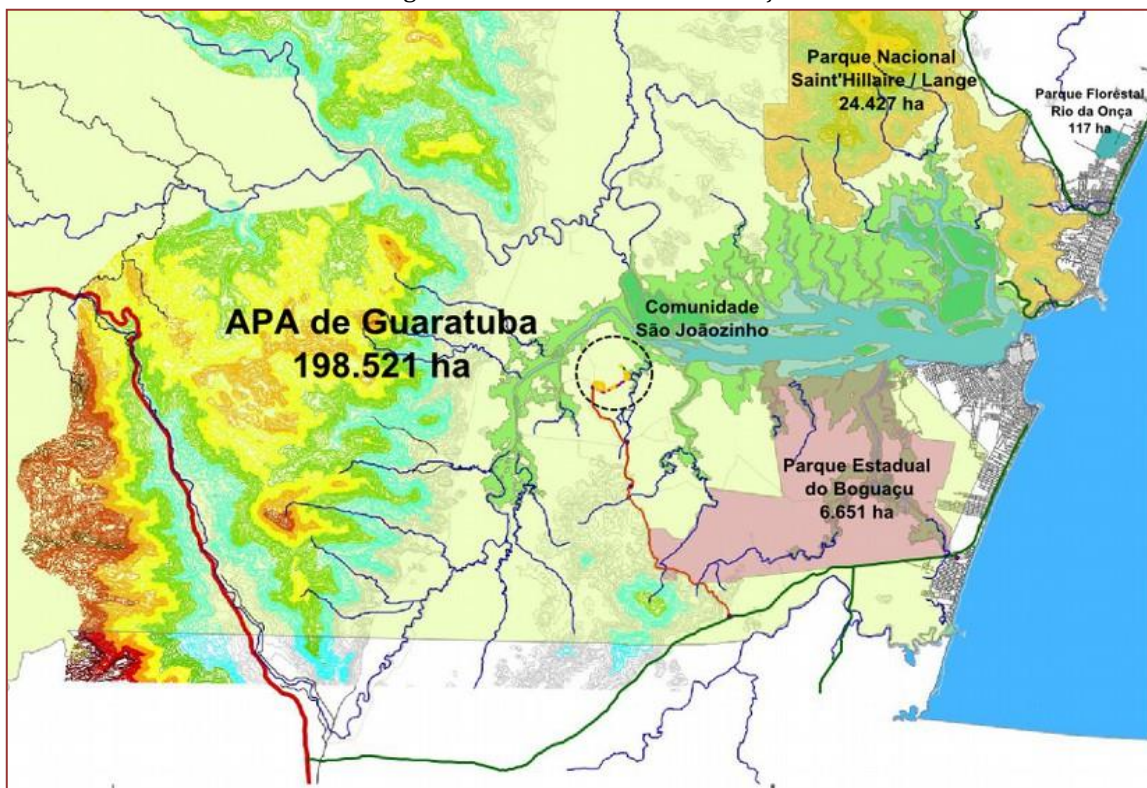 Parque Nacional
Saint'Hillaire / Lange
24.427 ha
Parque Floréstal
Rio da Onça
117 ha
APA de Guaratuba
198.521 ha
Comunidade
São Joãozinho
Parque Estadual
do Boguaçu
6.651 ha